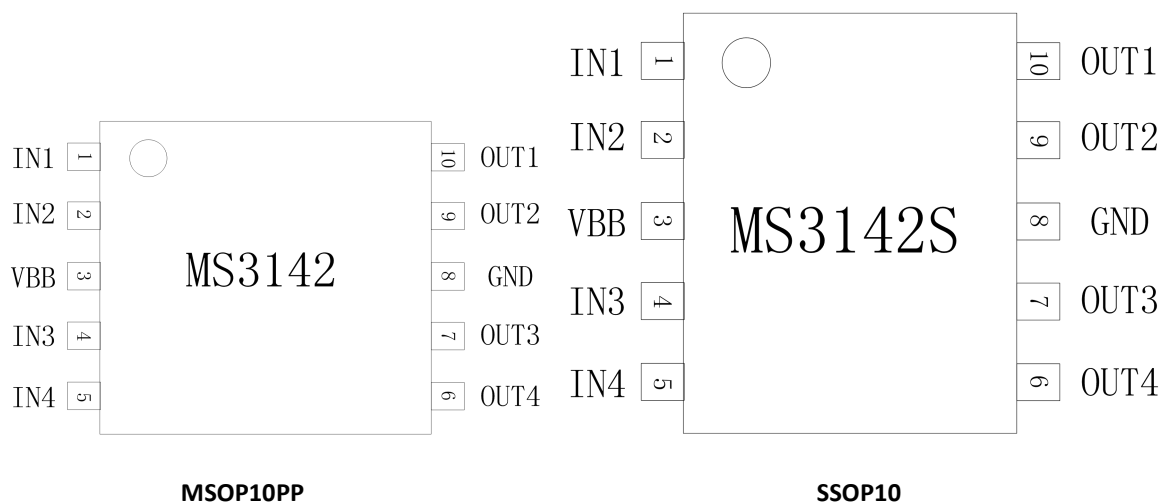 IN1 1 10 OUT1
IN2 2 9 OUT2
VBB 3 8 GND
MS3142
IN3 4 7 OUT3
IN4 5 6 OUT4
MSOP10PP
IN1 1 10 OUT1
IN2 2 9 OUT2
VBB 3 8 GND
MS3142S
IN3 4 7 OUT3
IN4 5 6 OUT4
SSOP10